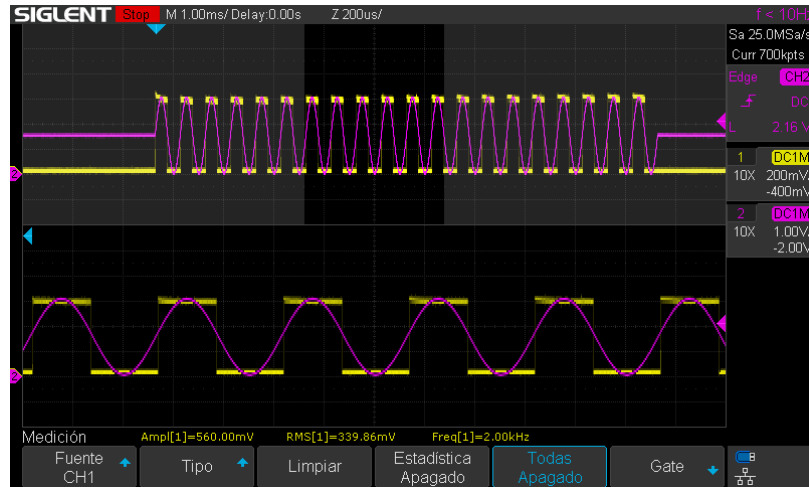 SIGLENT Stop M 1.00ms/ Delay:0.00s Z 200us/ f < 10Hz
Sa 25.0MSa/s
Curr 700kpts
Edge CH2
DC
L 2.16 V
1 DC1M
10X 200mV/
-400mV
2 DC1M
10X 1.00V/
-2.00V
2
2
Medición Ampl[1]=560.00mV RMS[1]=339.86mV Freq[1]=2.00kHz
Fuente
CH1
Tipo
Limpiar
Estadística
Apagado
Todas
Apagado
Gate